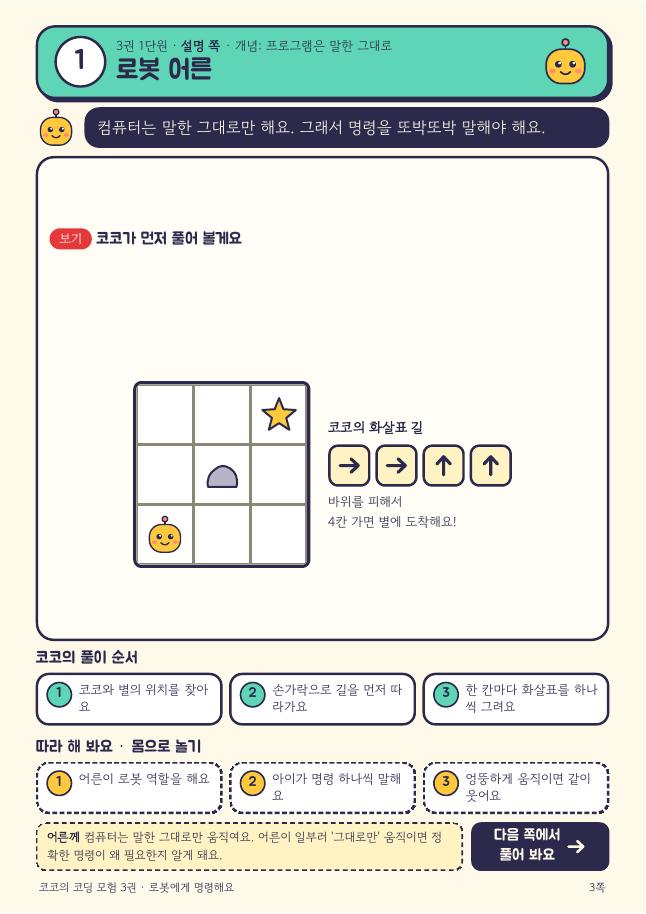 1
3권 1단원 · 설명 쪽 · 개념: 프로그램은 말한 그대로
로봇 어른
컴퓨터는 말한 그대로만 해요. 그래서 명령을 또박또박 말해야 해요.
보기 코코가 먼저 풀어 볼게요
코코의 화살표 길
→ → ↑ ↑
바위를 피해서
4칸 가면 별에 도착해요!
코코의 풀이 순서
1 코코와 별의 위치를 찾아
요
2 손가락으로 길을 먼저 따
라가요
3 한 칸마다 화살표를 하나
씩 그려요
따라 해 봐요 · 몸으로 놀기
1 어른이 로봇 역할을 해요
2 아이가 명령 하나씩 말해
요
3 엉뚱하게 움직이면 같이
웃어요
어른께 컴퓨터는 말한 그대로만 움직여요. 어른이 일부러 '그대로만' 움직이면 정
확한 명령이 왜 필요한지 알게 돼요.
다음 쪽에서
풀어 봐요 →
코코의 코딩 모험 3권 · 로봇에게 명령해요
3쪽